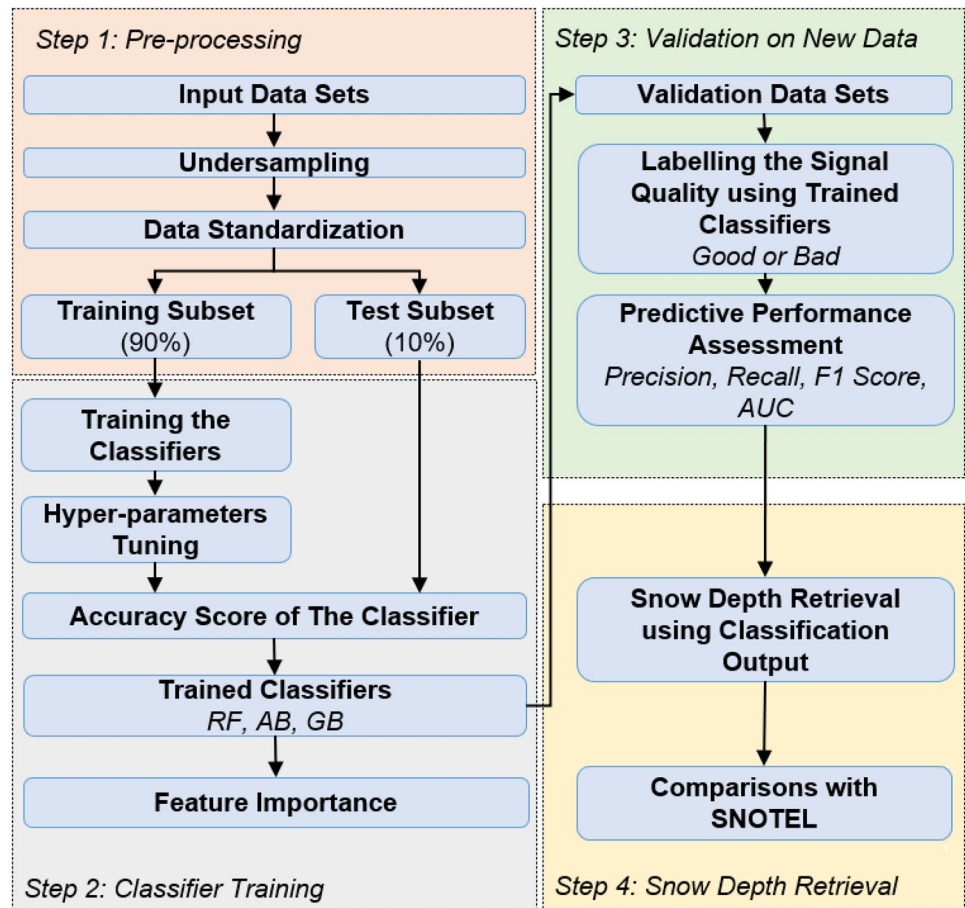 Step 1: Pre-processing
Input Data Sets
Undersampling
Data Standardization
Training Subset
(90%)
Test Subset
(10%)
Training the
Classifiers
Hyper-parameters
Tuning
Accuracy Score of The Classifier
Trained Classifiers
RF, AB, GB
Feature Importance
Step 2: Classifier Training
Step 3: Validation on New Data
Validation Data Sets
Labelling the Signal
Quality using Trained
Classifiers
Good or Bad
Predictive Performance
Assessment
Precision, Recall, F1 Score,
AUC
Snow Depth Retrieval
using Classification
Output
Comparisons with
SNOTEL
Step 4: Snow Depth Retrieval